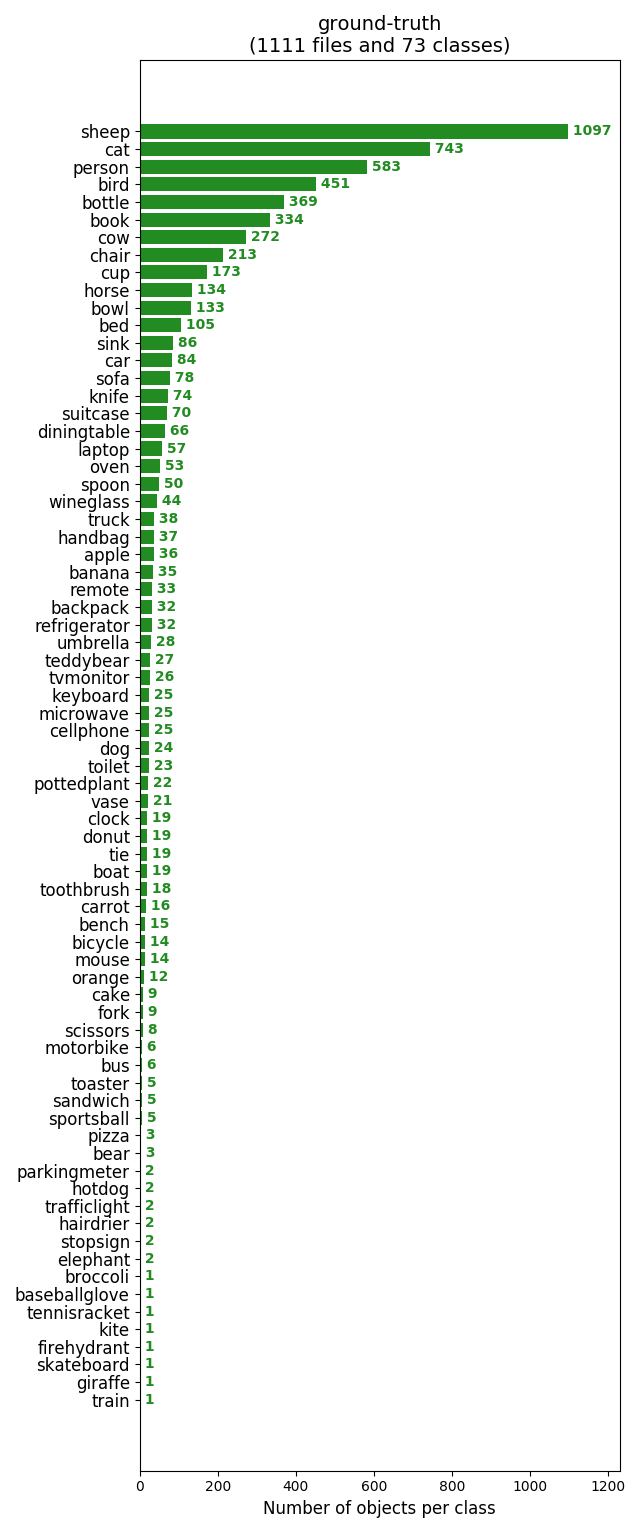 ground-truth
(1111 files and 73 classes)
sheep 1097
cat 743
person 583
bird 451
bottle 369
book 334
cow 272
chair 213
cup 173
horse 134
bowl 133
bed 105
sink 86
car 84
sofa 78
knife 74
suitcase 70
diningtable 66
laptop 57
oven 53
spoon 50
wineglass 44
truck 38
handbag 37
apple 36
banana 35
remote 33
backpack 32
refrigerator 32
umbrella 28
teddybear 27
tvmonitor 26
keyboard 25
microwave 25
cellphone 25
dog 24
toilet 23
pottedplant 22
vase 21
clock 19
donut 19
tie 19
boat 19
toothbrush 18
carrot 16
bench 15
bicycle 14
mouse 14
orange 12
cake 9
fork 9
scissors 8
motorbike 6
bus 6
toaster 5
sandwich 5
sportsball 5
pizza 3
bear 3
parkingmeter 2
hotdog 2
trafficlight 2
hairdrier 2
stopsign 2
elephant 2
broccoli 1
baseballglove 1
tennisracket 1
kite 1
firehydrant 1
skateboard 1
giraffe 1
train 1
0 200 400 600 800 1000 1200
Number of objects per class